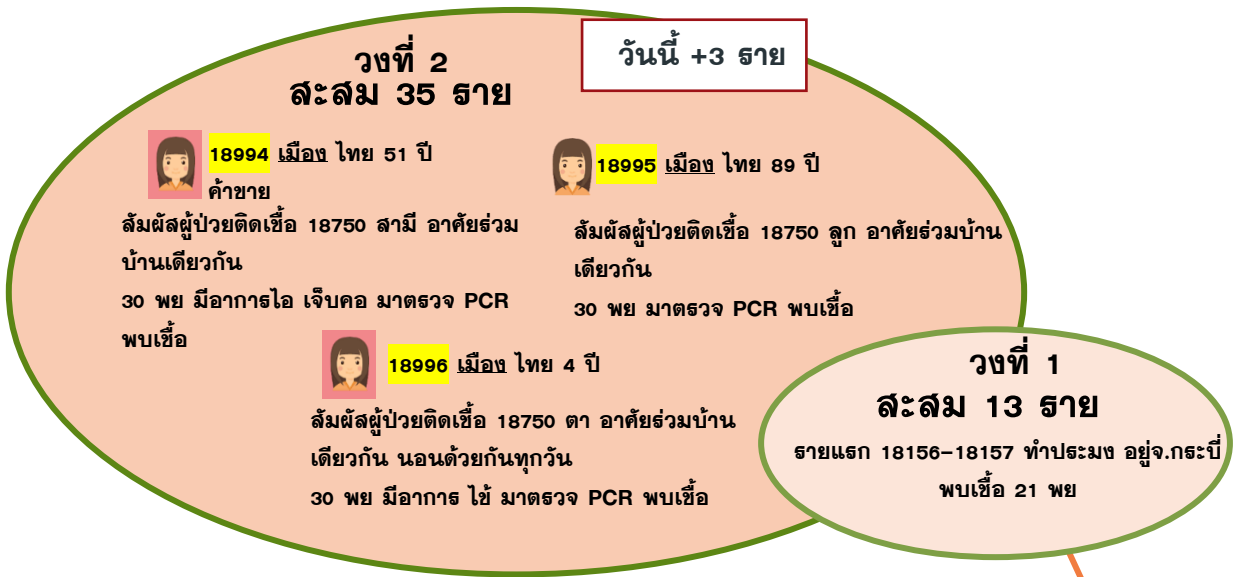 วงที่ 2
สะสม 35 ราย
วันนี้ +3 ราย
18994 เมือง ไทย 51 ปี
ค้าขาย
สัมผัสผู้ป่วยติดเชื้อ 18750 สามี อาศัยร่วม
บ้านเดียวกัน
30 พย มีอาการไอ เจ็บคอ มาตรวจ PCR
พบเชื้อ
18995 เมือง ไทย 89 ปี
สัมผัสผู้ป่วยติดเชื้อ 18750 ลูก อาศัยร่วมบ้าน
เดียวกัน
30 พย มาตรวจ PCR พบเชื้อ
18996 เมือง ไทย 4 ปี
สัมผัสผู้ป่วยติดเชื้อ 18750 ตา อาศัยร่วมบ้าน
เดียวกัน นอนด้วยกันทุกวัน
30 พย มีอาการ ไข้ มาตรวจ PCR พบเชื้อ
วงที่ 1
สะสม 13 ราย
รายแรก 18156-18157 ทำประมง อยู่จ.กระบี่
พบเชื้อ 21 พย